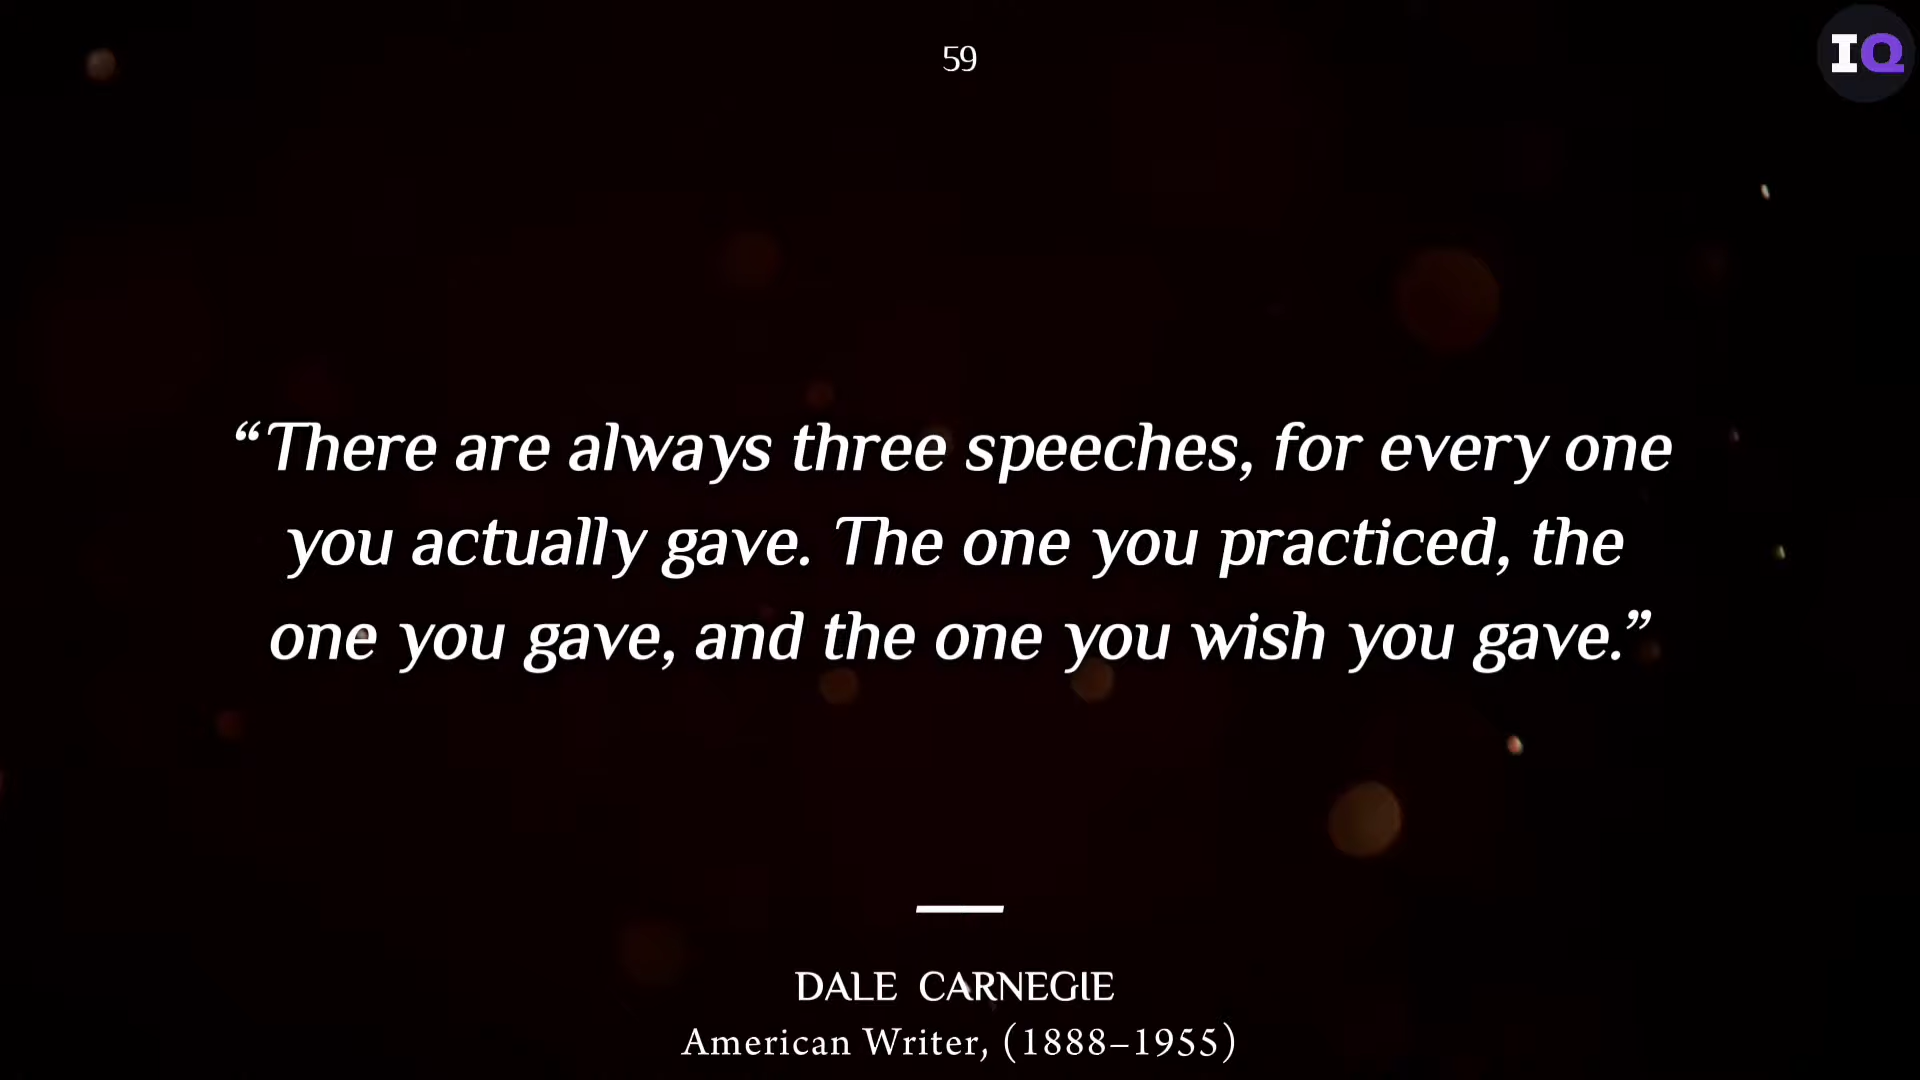 59
IQ
“There are always three speeches, for every one
you actually gave. The one you practiced, the
one you gave, and the one you wish you gave.”
DALE CARNEGIE
American Writer, (1888–1955)